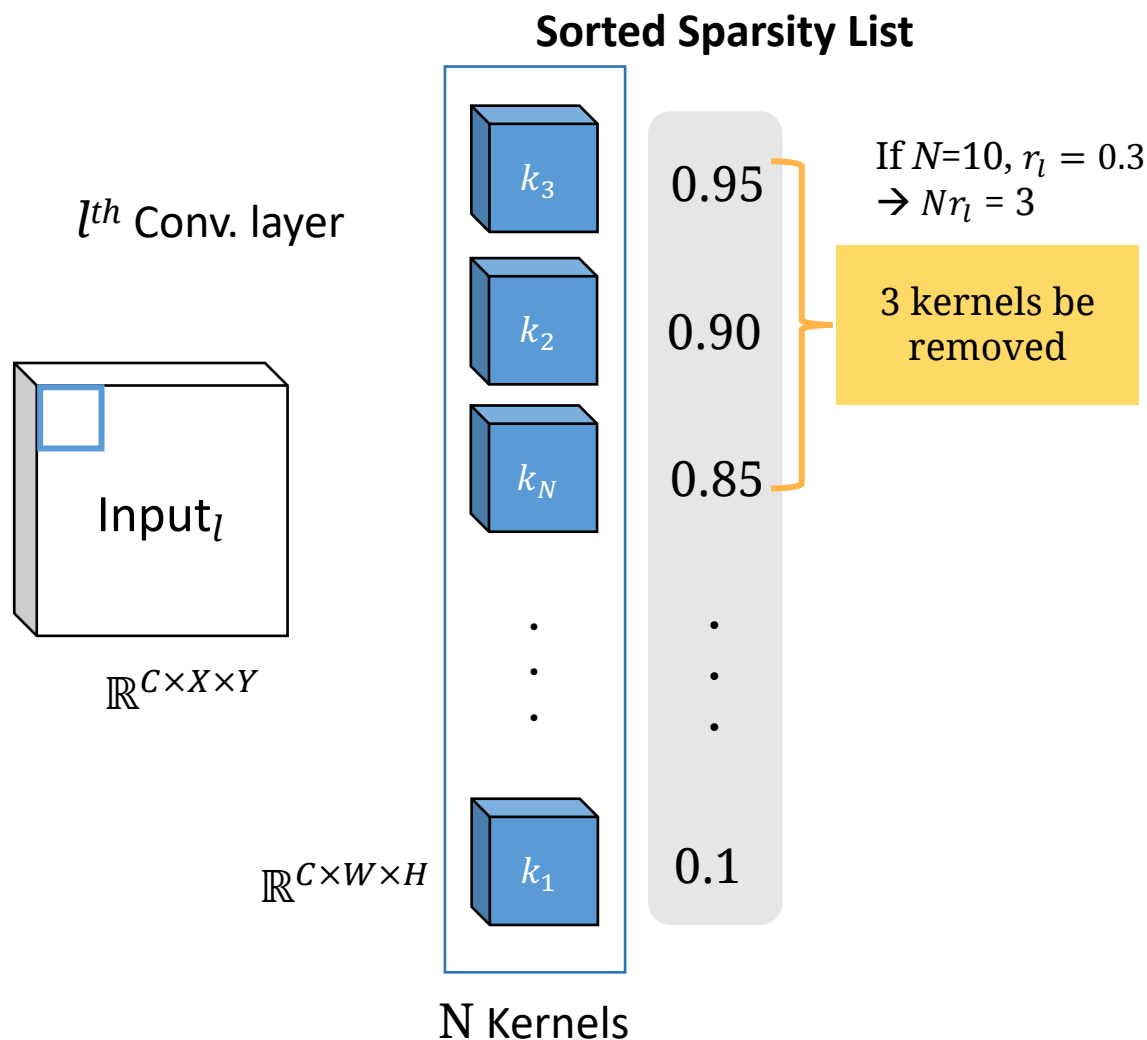 Sorted Sparsity List
If N=10, r_l = 0.3
→ Nr_l = 3
l^th Conv. layer
k_3
0.95
k_2
0.90
3 kernels be
removed
k_N
0.85
Input_l
ℝ^{C×X×Y}
.
.
.
.
.
.
k_1
0.1
ℝ^{C×W×H}
N Kernels